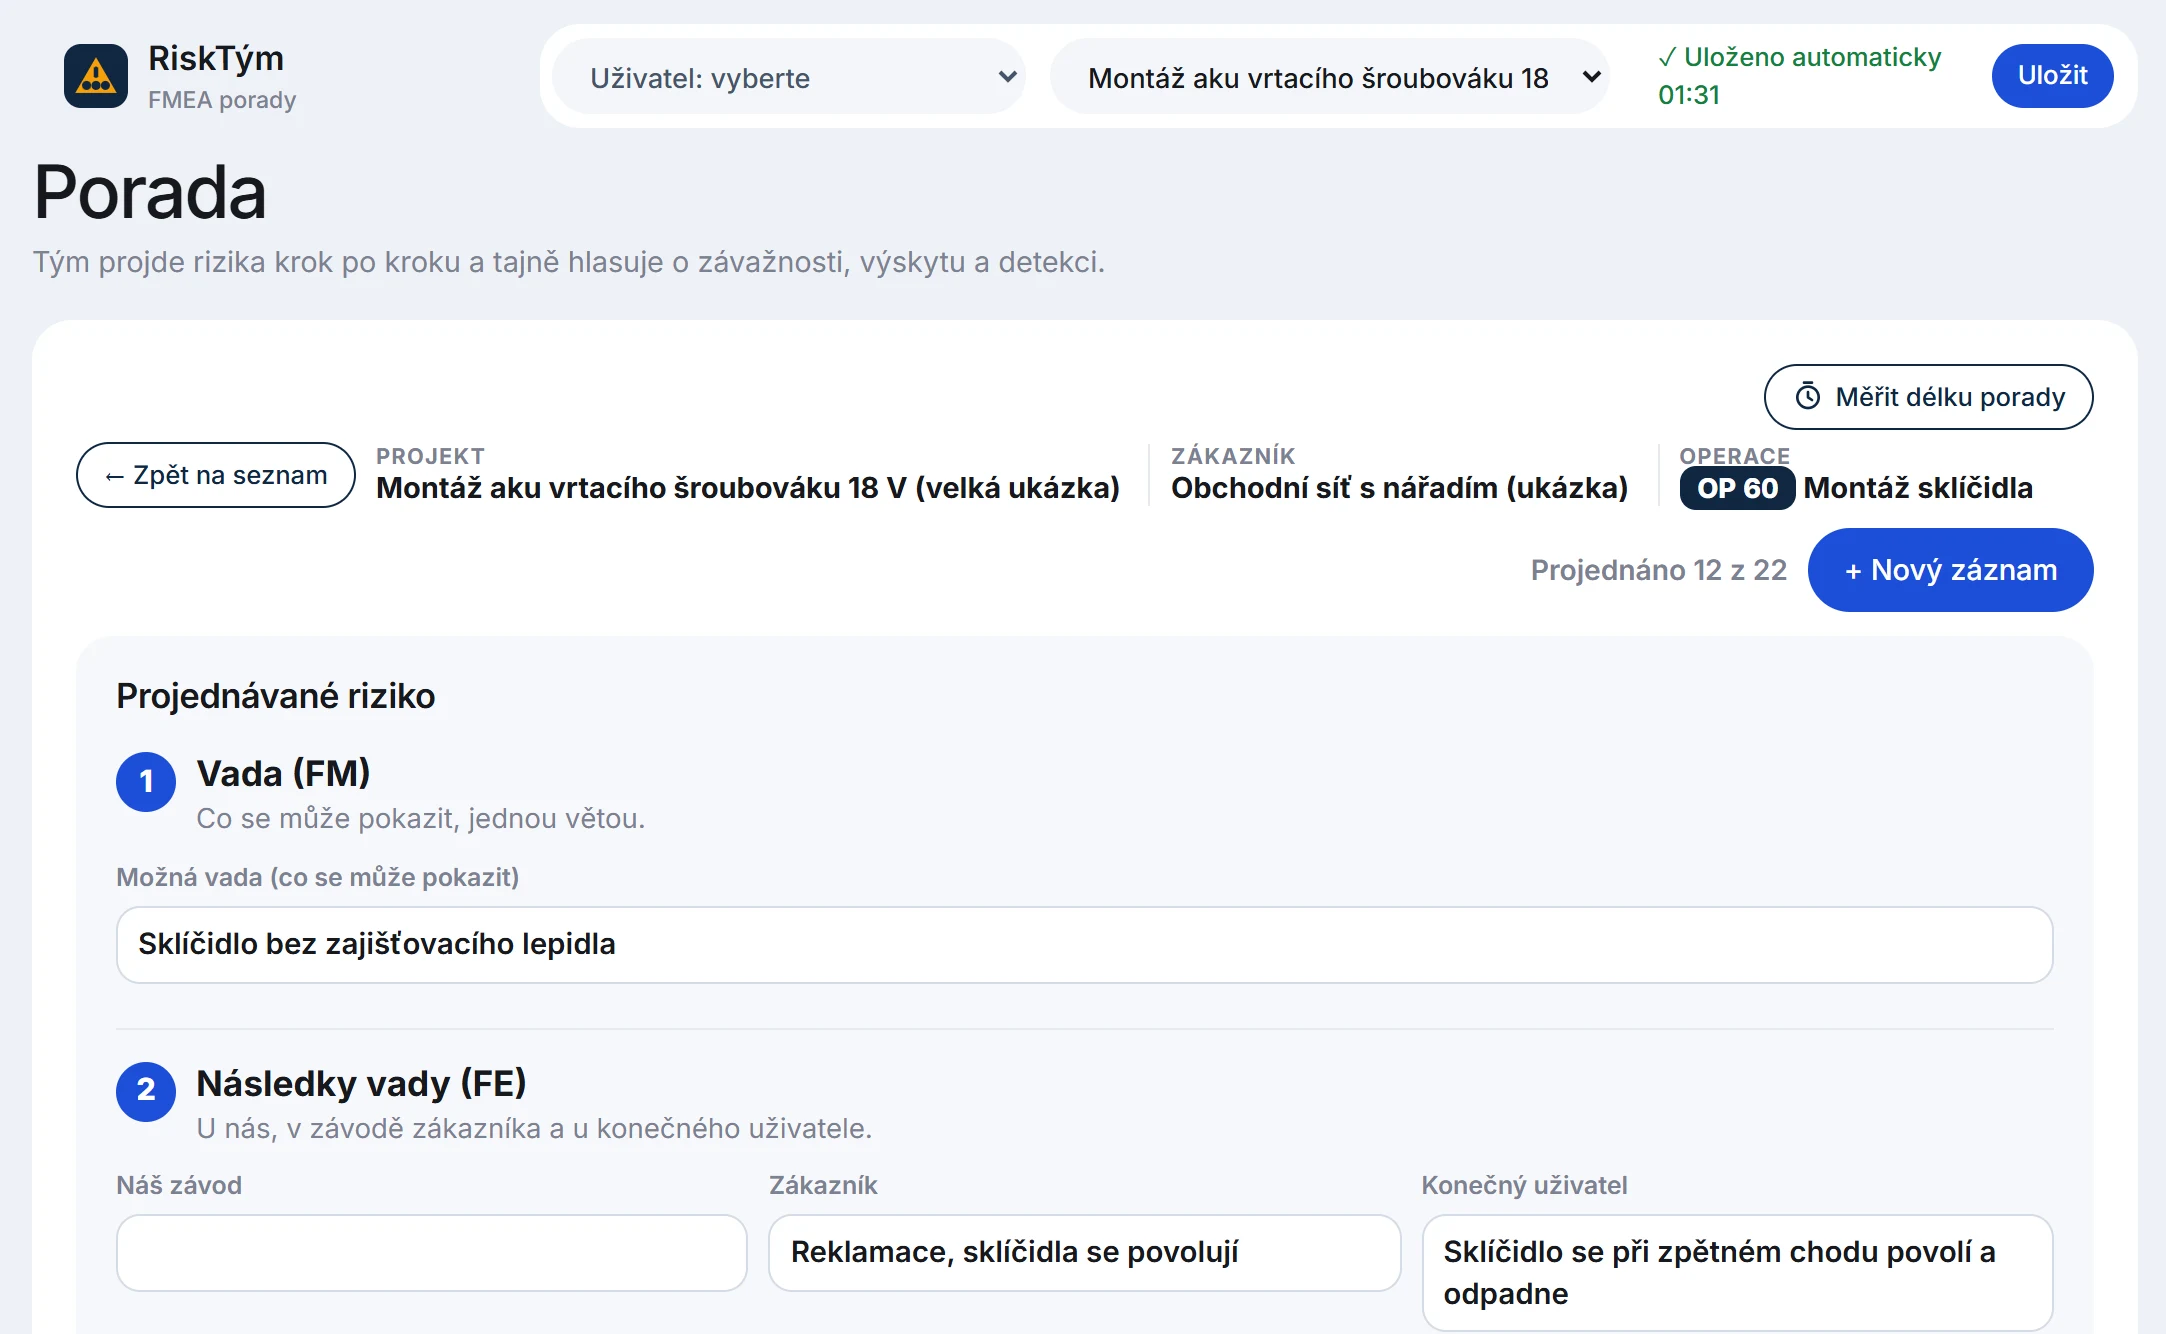 RiskTým
FMEA porady
Uživatel: vyberte
Montáž aku vrtacího šroubováku 18
✓ Uloženo automaticky
01:31
Uložit
Porada
Tým projde rizika krok po kroku a tajně hlasuje o závažnosti, výskytu a detekci.
Měřit délku porady
← Zpět na seznam
PROJEKT
Montáž aku vrtacího šroubováku 18 V (velká ukázka)
ZÁKAZNÍK
Obchodní síť s nářadím (ukázka)
OPERACE
OP 60 Montáž sklíčidla
Projednáno 12 z 22
+ Nový záznam
Projednávané riziko
1 Vada (FM)
Co se může pokazit, jednou větou.
Možná vada (co se může pokazit)
Sklíčidlo bez zajišťovacího lepidla
2 Následky vady (FE)
U nás, v závodě zákazníka a u konečného uživatele.
Náš závod
Zákazník
Reklamace, sklíčidla se povolují
Konečný uživatel
Sklíčidlo se při zpětném chodu povolí a
odpadne